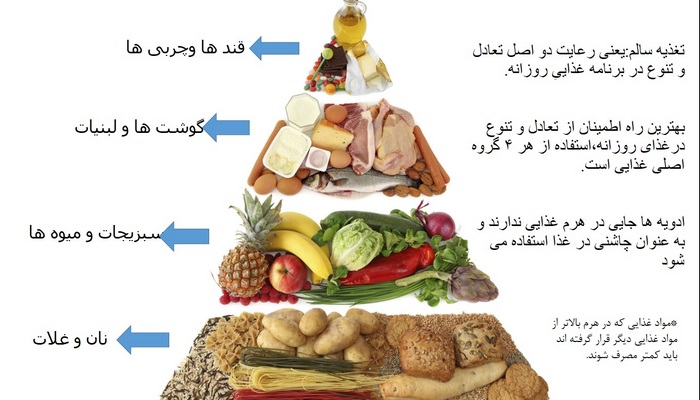 قند ها وچربی ها
گوشت ها و لبنیات
سبزیجات و میوه ها
نان و غلات
تغذیه سالم:یعنی رعایت دو اصل تعادل
و تنوع در برنامه غذایی روزانه.
بهترین راه اطمینان از تعادل و تنوع
درغذای روزانه،استفاده از هر ۴ گروه
اصلی غذایی است.
ادویه ها جایی در هرم غذایی ندارند و
به عنوان چاشنی در غذا استفاده می
شود
*مواد غذایی که در هرم بالاتر از
مواد غذایی دیگر قرار گرفته اند
باید کمتر مصرف شوند.